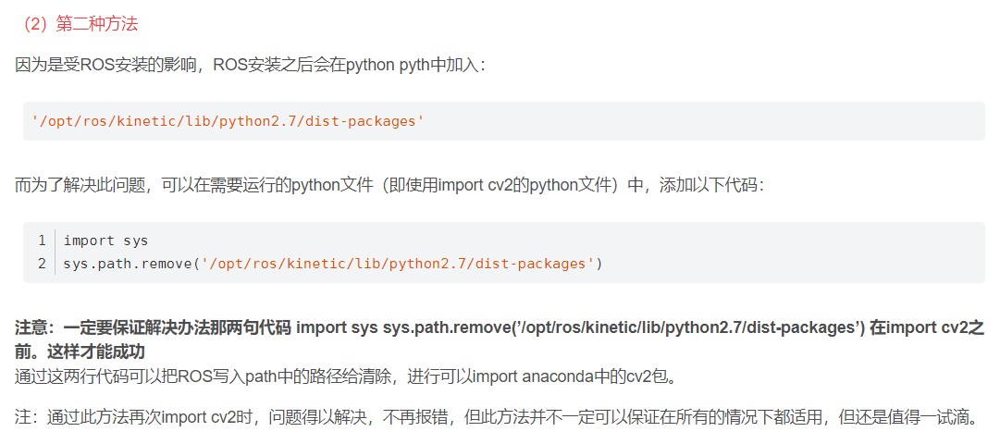 （2）第二种方法
因为是受ROS安装的影响，ROS安装之后会在python pyth中加入：
'/opt/ros/kinetic/lib/python2.7/dist-packages'
而为了解决此问题，可以在需要运行的python文件（即使用import cv2的python文件）中，添加以下代码：
1 import sys
2 sys.path.remove('/opt/ros/kinetic/lib/python2.7/dist-packages')
注意：一定要保证解决办法那两句代码 import sys sys.path.remove(’/opt/ros/kinetic/lib/python2.7/dist-packages’) 在import cv2之
前。这样才能成功
通过这两行代码可以把ROS写入path中的路径给清除，进行可以import anaconda中的cv2包。
注：通过此方法再次import cv2时，问题得以解决，不再报错，但此方法并不一定可以保证在所有的情况下都适用，但还是值得一试滴。